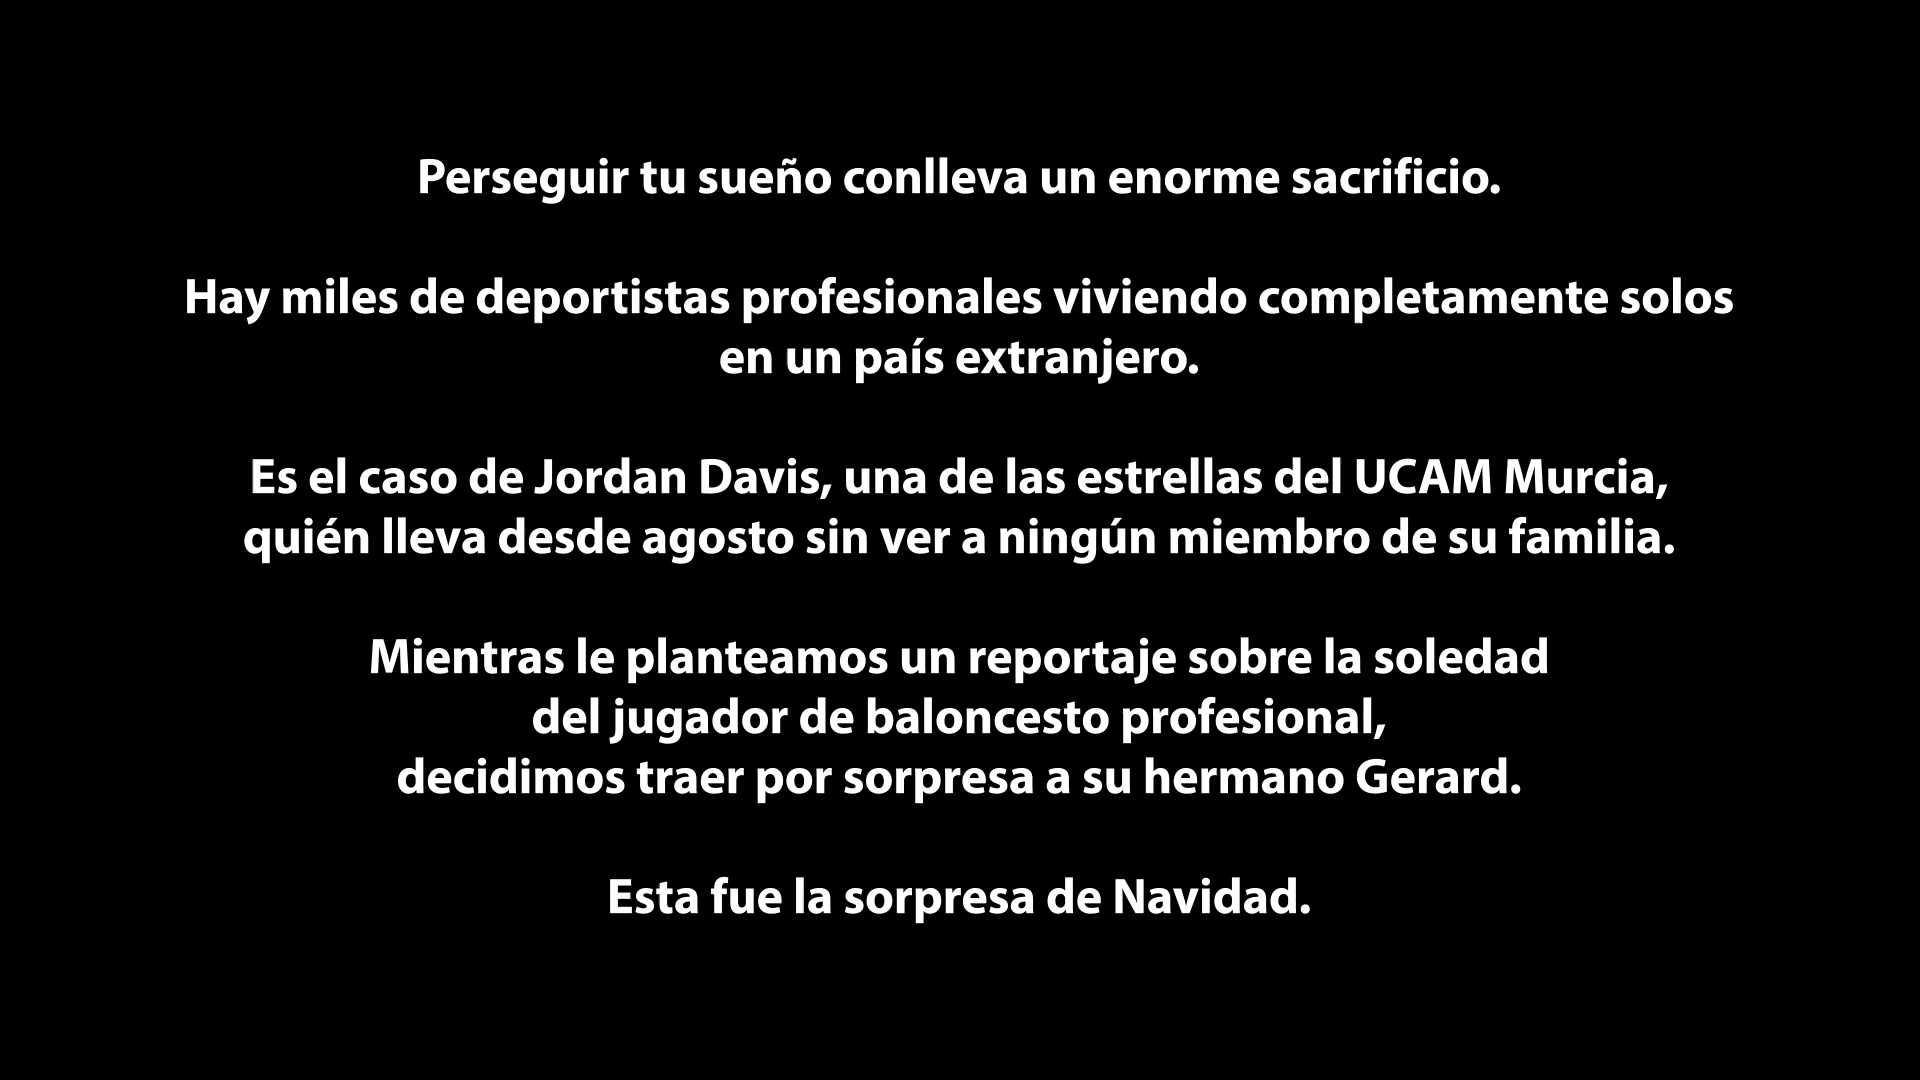 Perseguir tu sueño conlleva un enorme sacrificio.
Hay miles de deportistas profesionales viviendo completamente solos
en un país extranjero.
Es el caso de Jordan Davis, una de las estrellas del UCAM Murcia,
quién lleva desde agosto sin ver a ningún miembro de su familia.
Mientras le planteamos un reportaje sobre la soledad
del jugador de baloncesto profesional,
decidimos traer por sorpresa a su hermano Gerard.
Esta fue la sorpresa de Navidad.